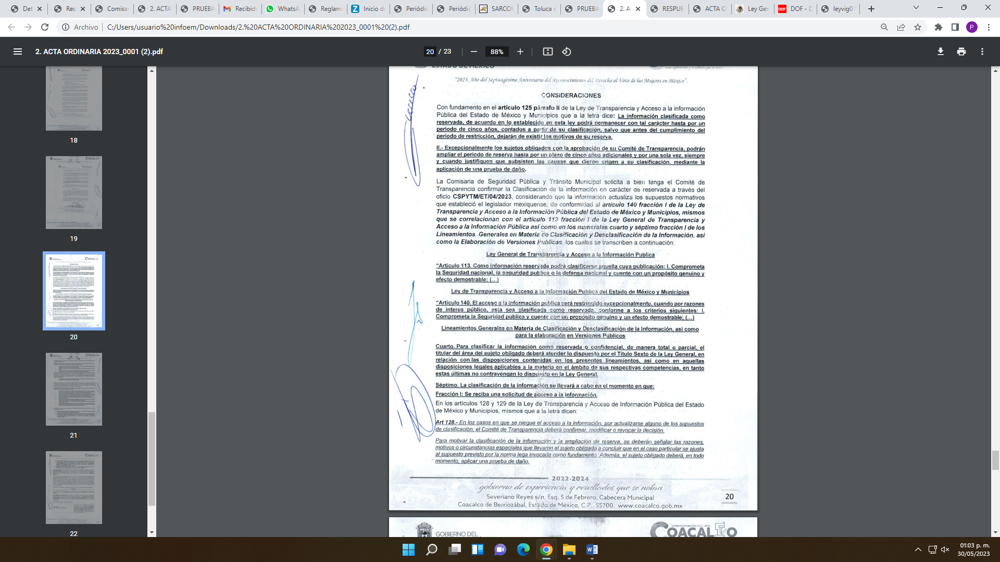 Det
Rec
Comisa
2. ACTA
PRUEBA
Recibid
WhatsA
Reglam
Inicio d
Periódic
Periódic
SARCOE
Toluca
PRUEBA
2. A
RESPUE
ACTA C
Ley Gen
DOF - D
leyvig01
Archivo C:/Users/usuario%20infoem/Downloads/2.%20ACTA%20ORDINARIA%202023_0001%20(2).pdf
2. ACTA ORDINARIA 2023_0001 (2).pdf
20 / 23
88%
18
19
20
21
22
ESTADO DE MÉXICO
"2023. Año del Septuagésimo Aniversario del Reconocimiento del Derecho al Voto de las Mujeres en México".
CONSIDERACIONES
Con fundamento en el artículo 125 párrafo II de la Ley de Transparencia y Acceso a la información
Pública del Estado de México y Municipios que a la letra dice: La información clasificada como
reservada, de acuerdo en lo establecido en esta ley podrá permanecer con tal carácter hasta por un
periodo de cinco años, contados a partir de su clasificación, salvo que antes del cumplimiento del
periodo de restricción, dejarán de existir los motivos de su reserva.
II.- Excepcionalmente los sujetos obligados con la aprobación de su Comité de Transparencia, podrán
ampliar el periodo de reserva hasta por un plazo de cinco años adicionales y por una sola vez, siempre
y cuando justifiquen que subsisten las causas que dieron origen a su clasificación, mediante la
aplicación de una prueba de daño.
La Comisaria de Seguridad Pública y Tránsito Municipal solicita a bien tenga el Comité de
Transparencia confirmar la Clasificación de la información en carácter de reservada a través del
oficio CSPYTM/ET/04/2023, considerando que la información actualiza los supuestos normativos
que estableció el legislador mexiquense, de conformidad al artículo 140 fracción I de la Ley de
Transparencia y Acceso a la Información Pública del Estado de México y Municipios, mismos
que se correlacionan con el artículo 113 fracción I de la Ley General de Transparencia y
Acceso a la Información Pública así como en los numerales cuarto y séptimo fracción I de los
Lineamientos Generales en Materia de Clasificación y Desclasificación de la Información, así
como la Elaboración de Versiones Publicas los cuales se transcriben a continuación:
Ley General de Transparencia y Acceso a la Información Publica
"Artículo 113. Como información reservada podrá clasificarse aquella cuya publicación: I. Comprometa
la Seguridad nacional, la seguridad publica o la defensa nacional y cuente con un propósito genuino y
efecto demostrable; (...)
Ley de Transparencia y Acceso a la Información Publica del Estado de México y Municipios
"Artículo 140. El acceso a la información publica será restringido excepcionalmente, cuando por razones
de interes público, esta sea clasificada como reservada, conforme a los criterios siguientes: I.
Comprometa la Seguridad publica y cuente con un propósito genuino y un efecto demostrable; (...)
Lineamientos Generales en Materia de Clasificación y Desclasificación de la Información, así como
para la elaboración en Versiones Públicos
Cuarto. Para clasificar la información como reservada o confidencial, de manera total o parcial, el
titular del área del sujeto obligado deberá atender lo dispuesto por el Titulo Sexto de la Ley General, en
relación con las disposiciones contenidas en los presentes lineamientos, así como en aquellas
disposiciones legales aplicables a la materia en el ámbito de sus respectivas competencias, en tanto
estas últimas no contravengan lo dispuesto en la Ley General.
Séptimo. La clasificación de la información se llevará a cabo en el momento en que:
Fracción I: Se reciba una solicitud de acceso a la información.
En los artículos 128 y 129 de la Ley de Transparencia y Acceso de Información Pública del Estado
de México y Municipios, mismos que a la letra dicen:
Art 128.- En los casos en que se niegue el acceso a la información, por actualizarse alguno de los supuestos
de clasificación, el Comité de Transparencia deberá confirmar, modificar o revocar la decisión.
Para motivar la clasificación de la información y la ampliación de reserva, se deberán señalar las razones,
motivos o circunstancias especiales que llevaron al sujeto obligado a concluir que en el caso particular se ajusta
al supuesto previsto por la norma lega invocada como fundamento. Además, el sujeto obligado deberá, en todo
momento, aplicar una prueba de daño.
2022-2024
gobierno de experiencia y resultados que se notan
Severiano Reyes s/n, Esq. 5 de Febrero, Cabecera Municipal
Coacalco de Berriozábal, Estado de México, C.P. 55700. www.coacalco.gob.mx
20
GOBIERNO DEL
COACALCO
01:03 p. m.
30/05/2023